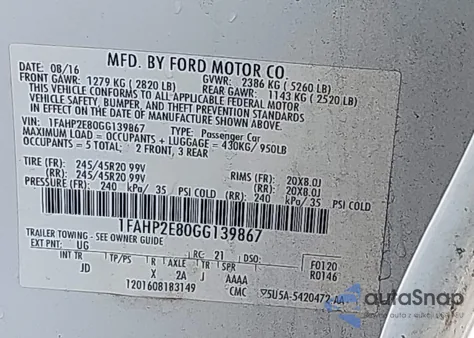 MFD. BY FORD MOTOR CO.
DATE: 08/16 GVWR: 2386 KG (5260 LB)
FRONT GAWR: 1279 KG (2820 LB) REAR GAWR: 1143 KG (2520 LB)
THIS VEHICLE CONFORMS TO ALL APPLICABLE FEDERAL MOTOR
VEHICLE SAFETY, BUMPER, AND THEFT PREVENTION STANDARDS
IN EFFECT ON THE DATE OF MANUFACTURE SHOWN ABOVE.
VIN: 1FAHP2E80GG139867 TYPE: Passenger Car
MAXIMUM LOAD = OCCUPANTS + LUGGAGE = 430KG/ 950LB
OCCUPANTS = 5 TOTAL; 2 FRONT, 3 REAR
TIRE (FR): 245/45R20 99V RIMS (FR): 20X8.0J
(RR): 245/45R20 99V (RR): 20X8.0J
PRESSURE (FR): 240 kPa/ 35 PSI COLD (RR): 240 kPa/ 35 PSI COLD
1FAHP2E80GG139867
TRAILER TOWING - SEE OWNER GUIDE
EXT PNT: UG RC: 21 DSO: F0120
R0146
INT TR TP/PS R AXLE TR SPR
JD X 2A J AAAA
1201608183149 CMC 5U5A-5420472-AA
autoSnap